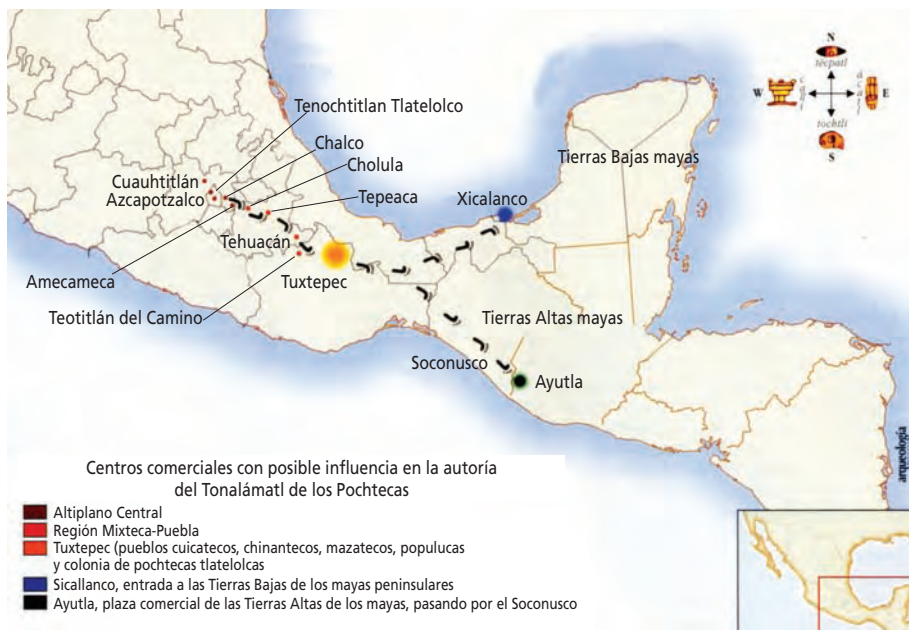 N
técpatl
W
calli
acatl
E
tochtli
S
Tenochtitlan Tlatelolco
Chalco
Cholula
Cuauhtitlán
Azcapotzalco
Tepeaca
Xicalanco
Tierras Bajas mayas
Tehuacán
Amecameca
Tuxtepec
Teotitlán del Camino
Tierras Altas mayas
Soconusco
Ayutla
arqueología
Centros comerciales con posible influencia en la autoría
del Tonalámatl de los Pochtecas
Altiplano Central
Región Mixteca-Puebla
Tuxtepec (pueblos cuicatecos, chinantecos, mazatecos, populucas
y colonia de pochtecas tlatelolcas
Sicallanco, entrada a las Tierras Bajas de los mayas peninsulares
Ayutla, plaza comercial de las Tierras Altas de los mayas, pasando por el Soconusco